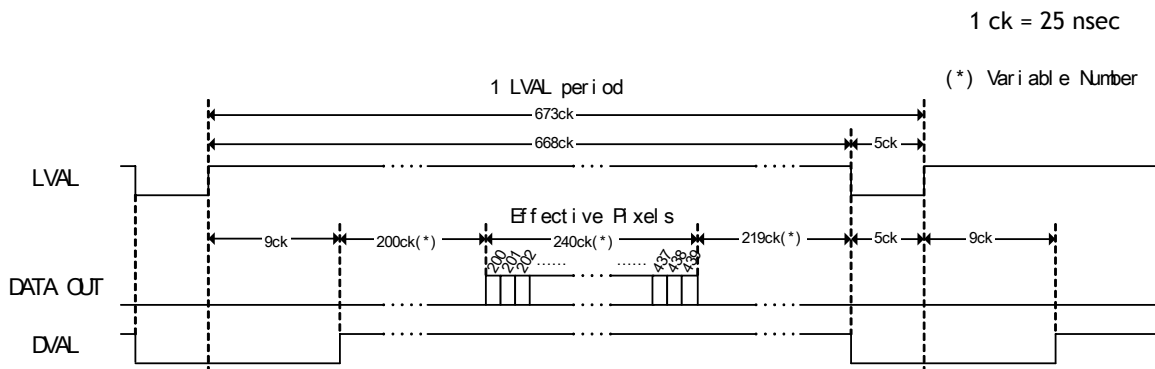 1 ck = 25 nsec
(*) Variable Number
1 LVAL period
673ck
668ck
5ck
LVAL
Effective Pixels
9ck
200ck(*)
240ck(*)
219ck(*)
5ck
9ck
200
201
202
......
......
437
438
439
DATA OUT
DVAL